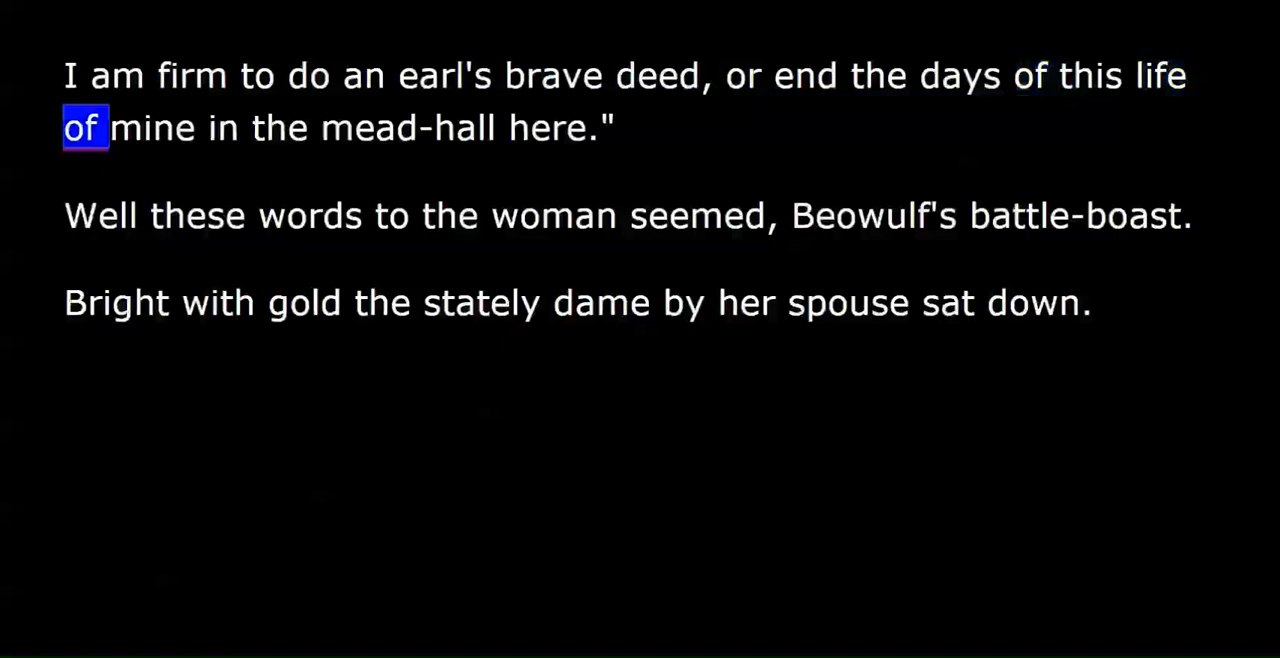 I am firm to do an earl's brave deed, or end the days of this life
of mine in the mead-hall here."
Well these words to the woman seemed, Beowulf's battle-boast.
Bright with gold the stately dame by her spouse sat down.